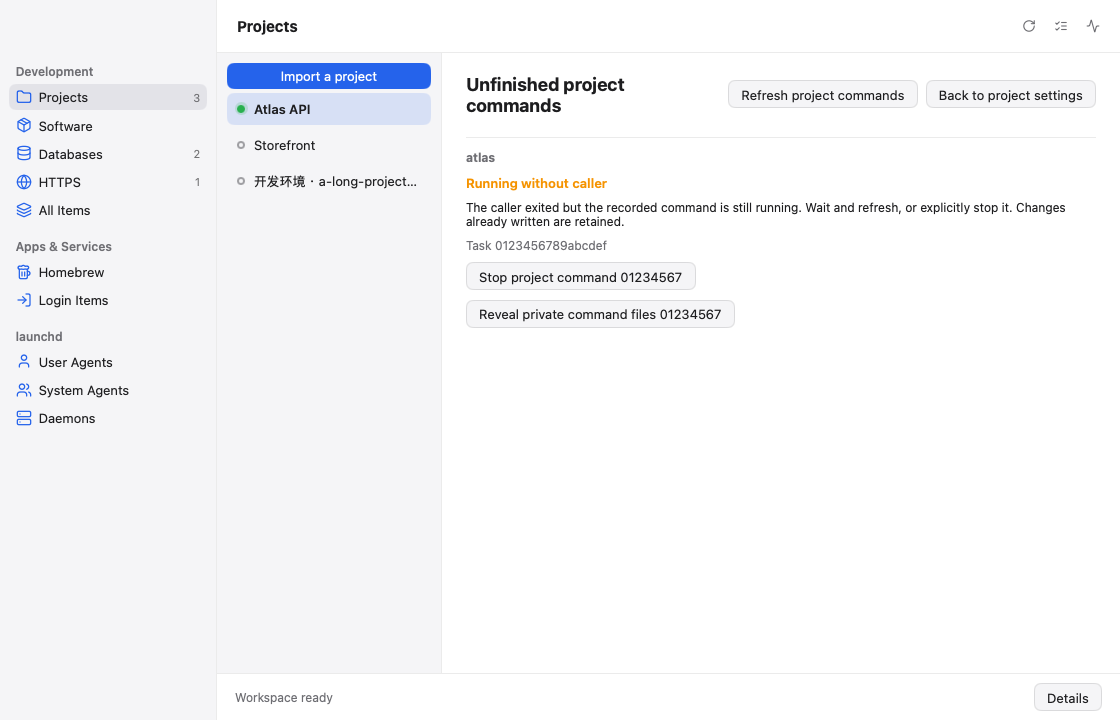 Projects
Development
Projects 3
Software
Databases 2
HTTPS 1
All Items
Apps & Services
Homebrew
Login Items
launchd
User Agents
System Agents
Daemons
Import a project
Atlas API
Storefront
开发环境 · a-long-project...
Unfinished project
commands
Refresh project commands
Back to project settings
atlas
Running without caller
The caller exited but the recorded command is still running. Wait and refresh, or explicitly stop it. Changes
already written are retained.
Task 0123456789abcdef
Stop project command 01234567
Reveal private command files 01234567
Workspace ready
Details